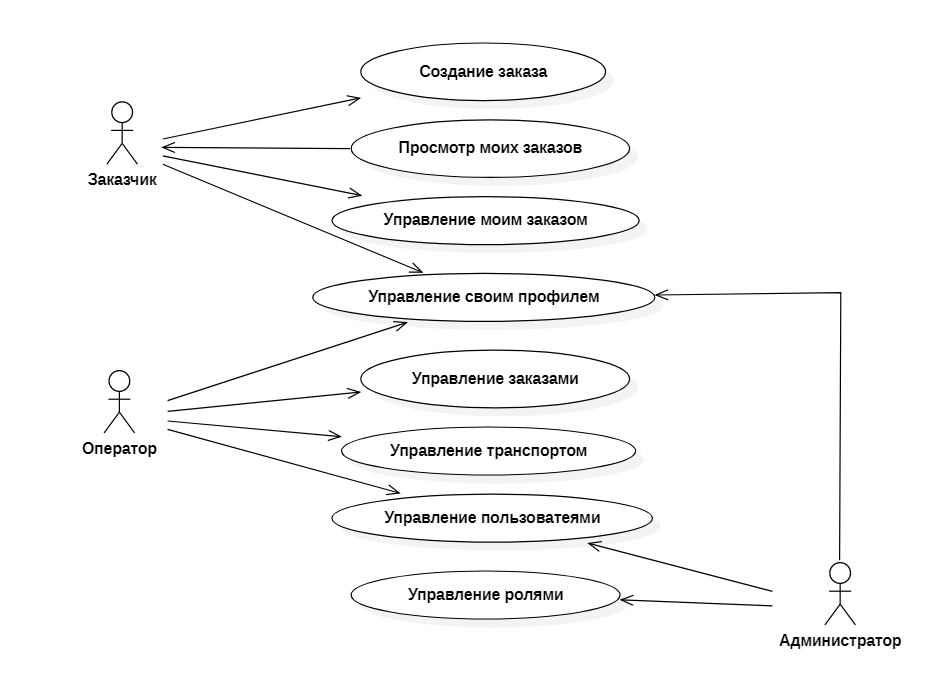 Создание заказа
Просмотр моих заказов
Заказчик
Управление моим заказом
Управление своим профилем
Управление заказами
Оператор
Управление транспортом
Управление пользоватеями
Управление ролями
Администратор